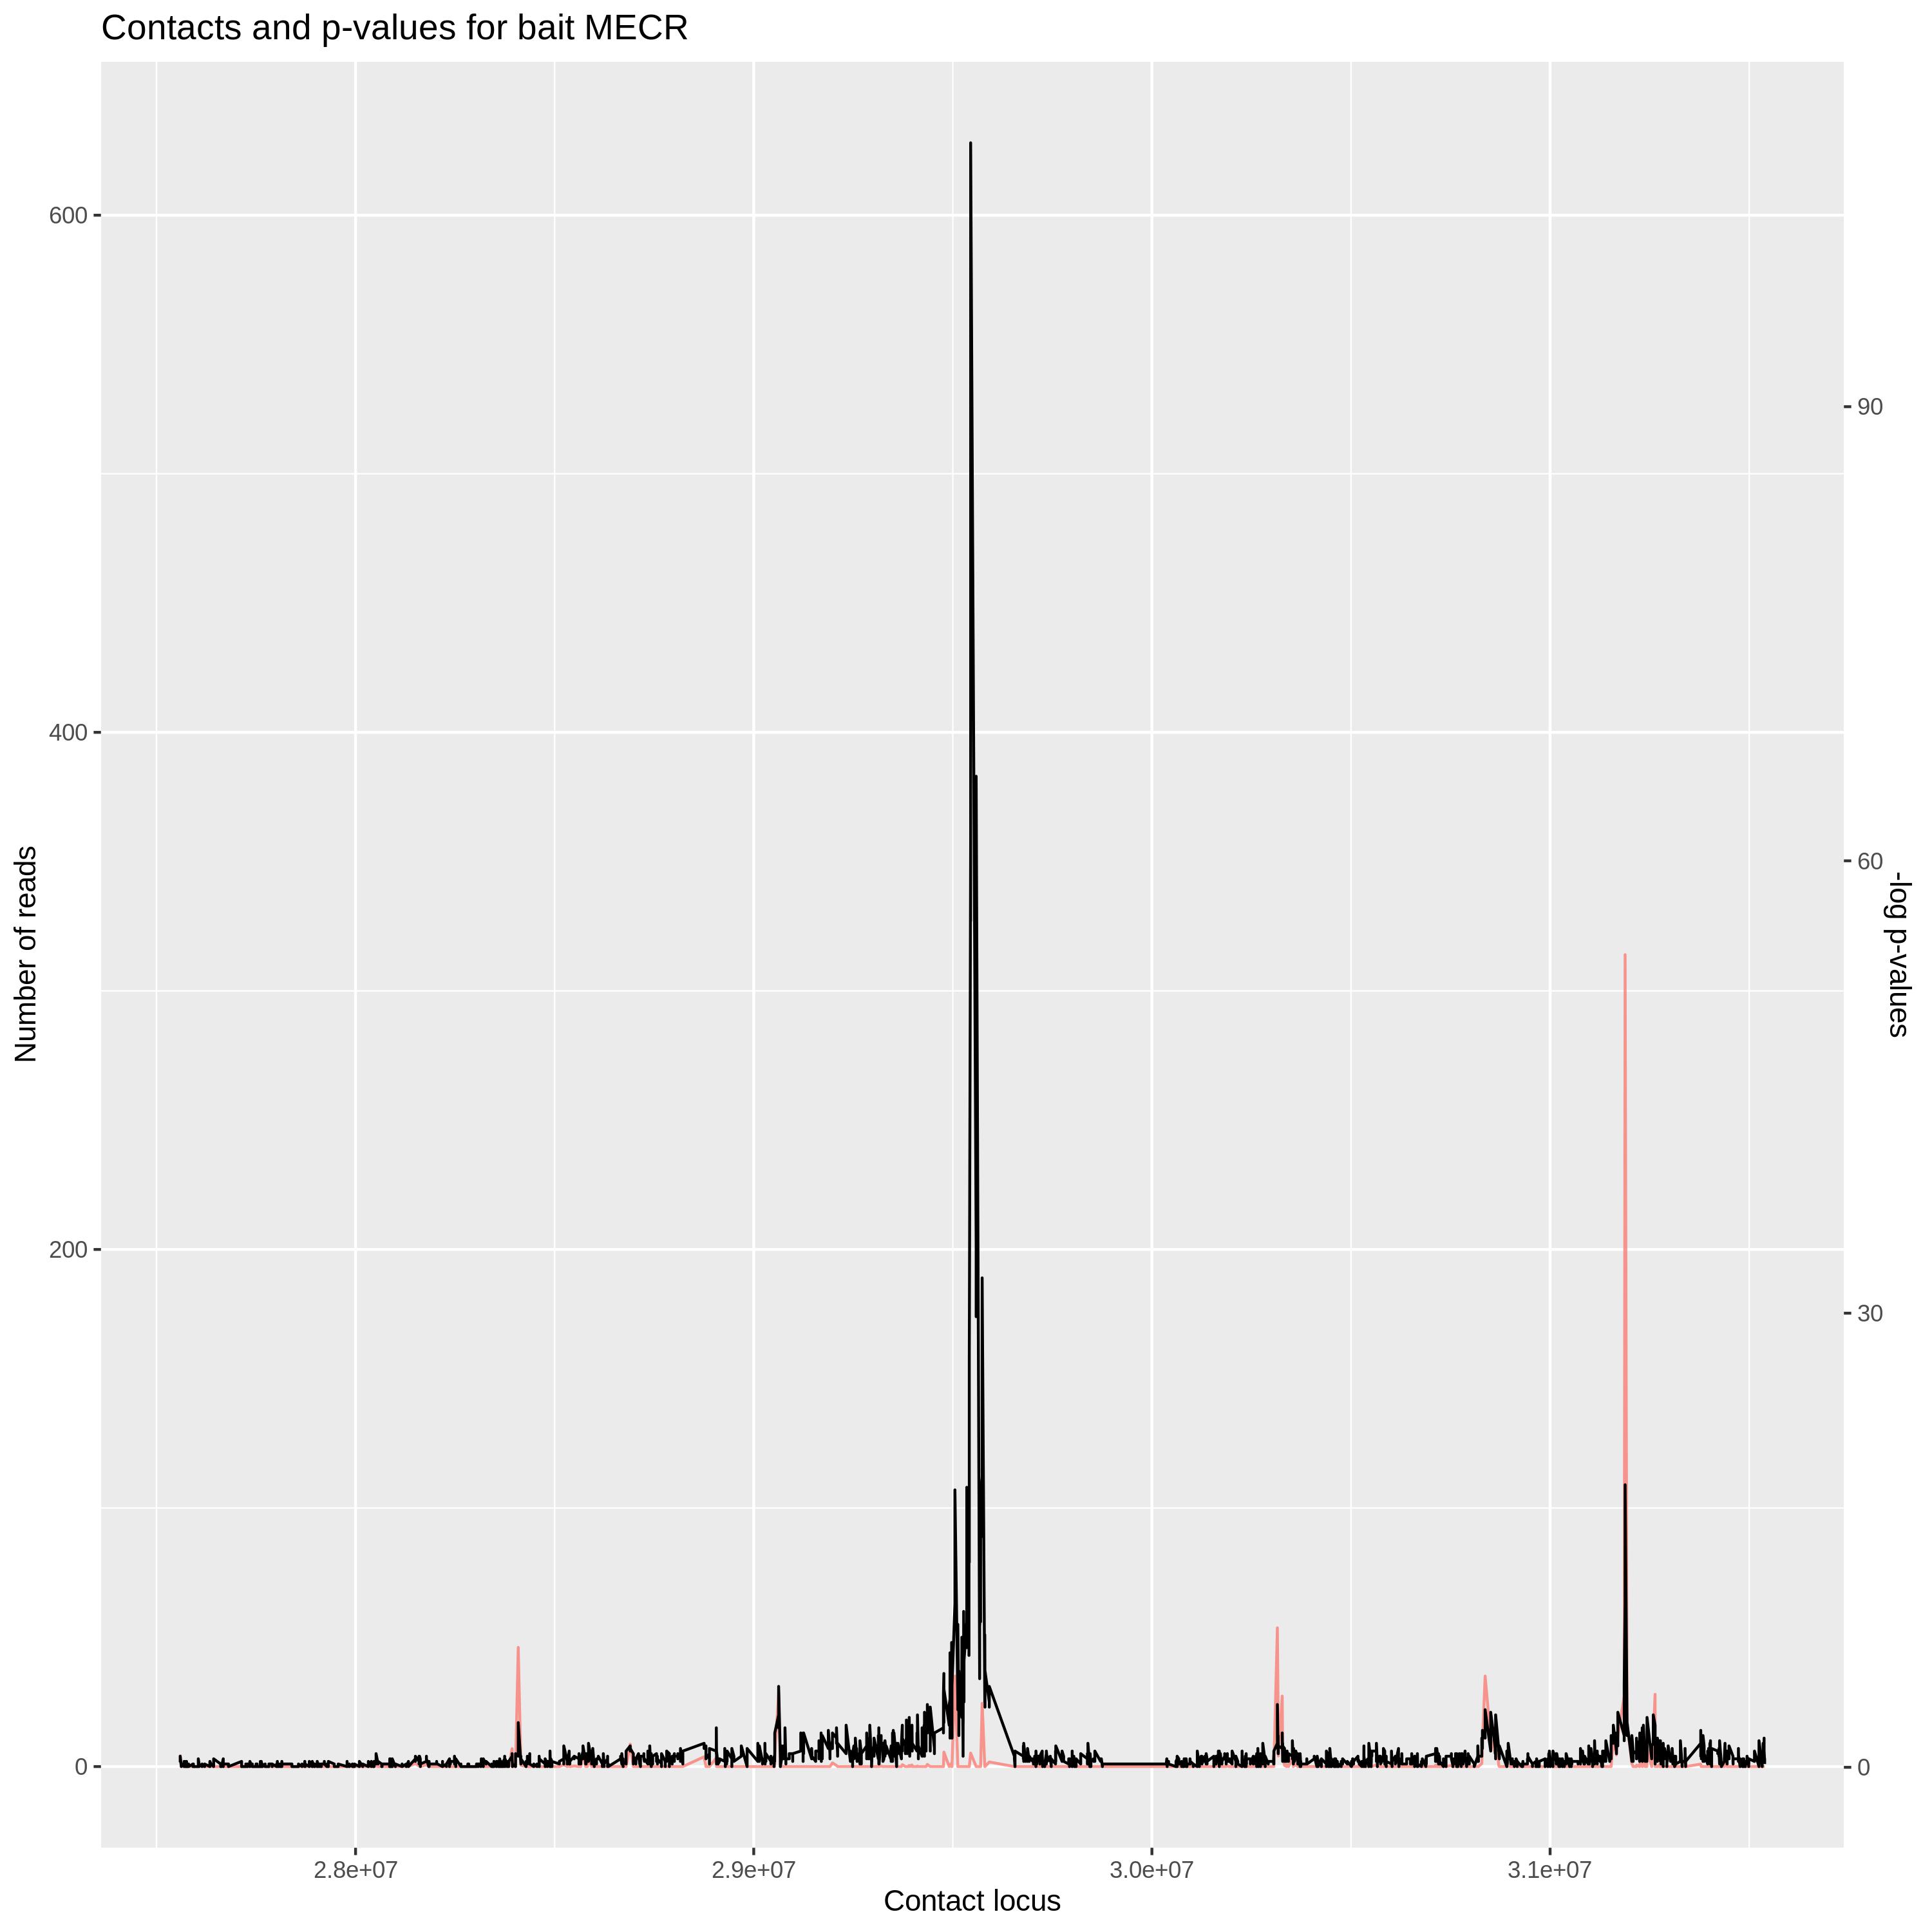 Contacts and p-values for bait MECR
600
400
200
0
Number of reads
90
60
30
0
-log p-values
2.8e+07 2.9e+07 3.0e+07 3.1e+07
Contact locus